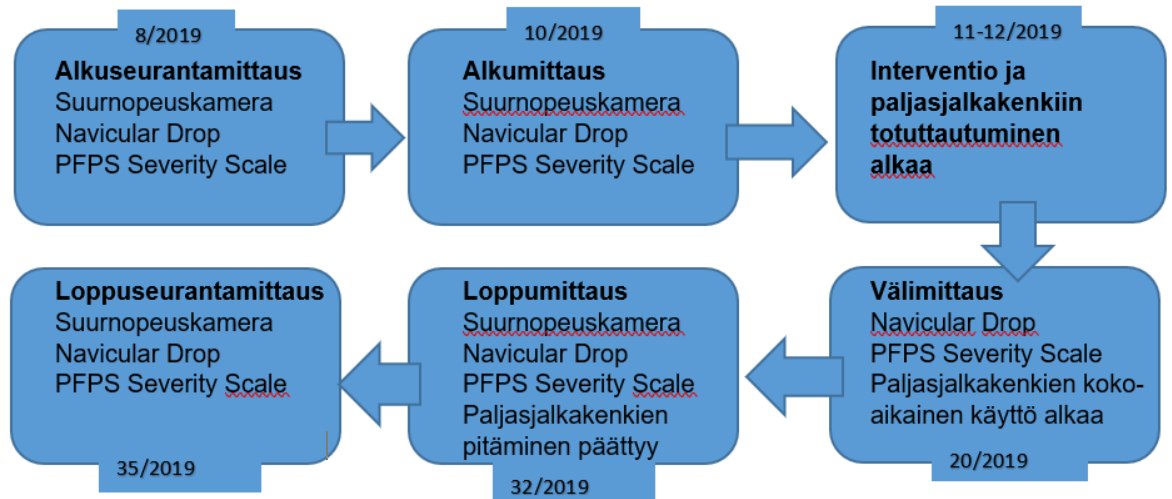 8/2019
Alkuseurantamittaus
Suurnopeuskamera
Navicular Drop
PFPS Severity Scale
10/2019
Alkumittaus
Suurnopeuskamera
Navicular Drop
PFPS Severity Scale
11-12/2019
Interventio ja
paljasjalkakenkiin
totuttautuminen
alkaa
Välimittaus
Navicular Drop
PFPS Severity Scale
Paljasjalkakenkien koko-
aikainen käyttö alkaa
20/2019
Loppumittaus
Suurnopeuskamera
Navicular Drop
PFPS Severity Scale
Paljasjalkakenkien
pitäminen päättyy
32/2019
Loppuseurantamittaus
Suurnopeuskamera
Navicular Drop
PFPS Severity Scale
35/2019